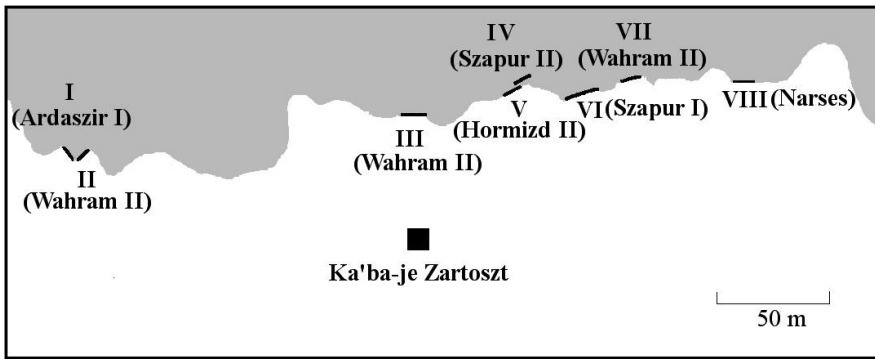 I
(Ardaszir I)
II
(Wahram II)
III
(Wahram II)
IV
(Szapur II)
V
(Hormizd II)
VI (Szapur I)
VII
(Wahram II)
VIII (Narses)
Ka'ba-je Zartoszt
50 m